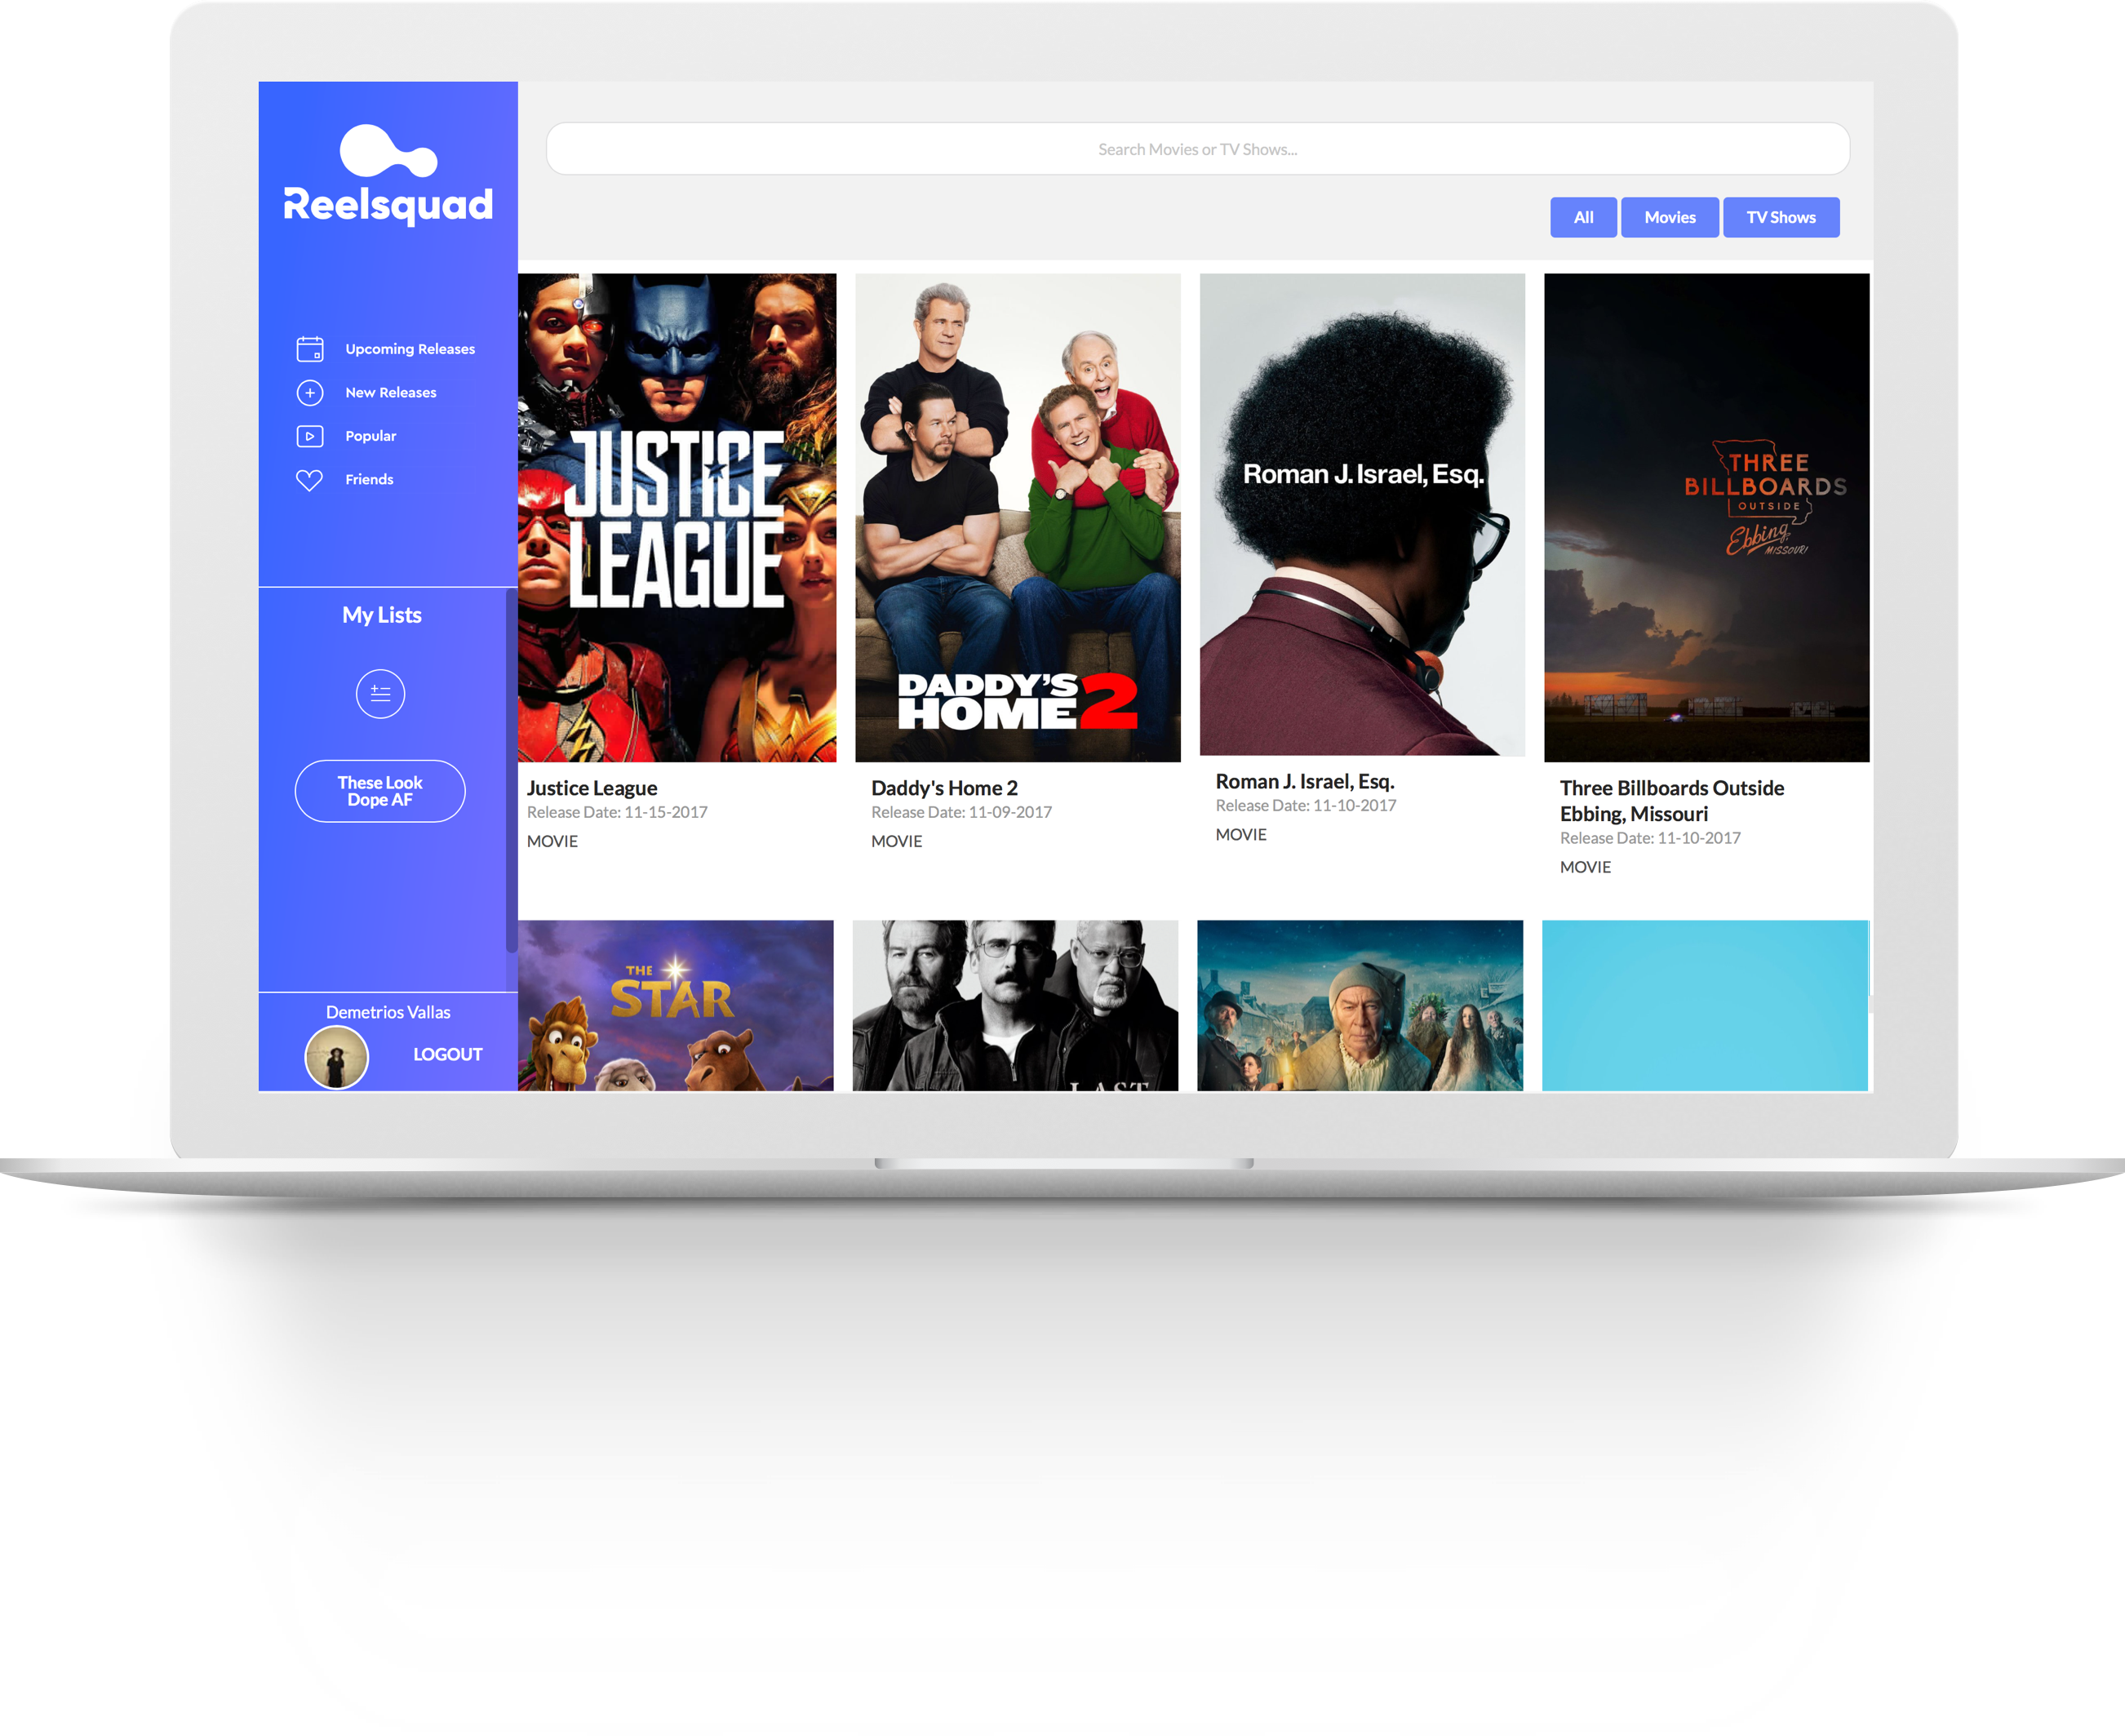 Reelsquad
Search Movies or TV Shows...
All
Movies
TV Shows
Upcoming Releases
New Releases
Popular
Friends
My Lists
These Look
Dope AF
Demetrios Vallas
LOGOUT
JUSTICE
LEAGUE
Justice League
Release Date: 11-15-2017
MOVIE
DADDY'S
HOME 2
Daddy's Home 2
Release Date: 11-09-2017
MOVIE
Roman J. Israel, Esq.
Roman J. Israel, Esq.
Release Date: 11-10-2017
MOVIE
THREE
BILLBOARDS
OUTSIDE
Ebbing,
MISSOURI
Three Billboards Outside
Ebbing, Missouri
Release Date: 11-10-2017
MOVIE
THE
STAR
LAST